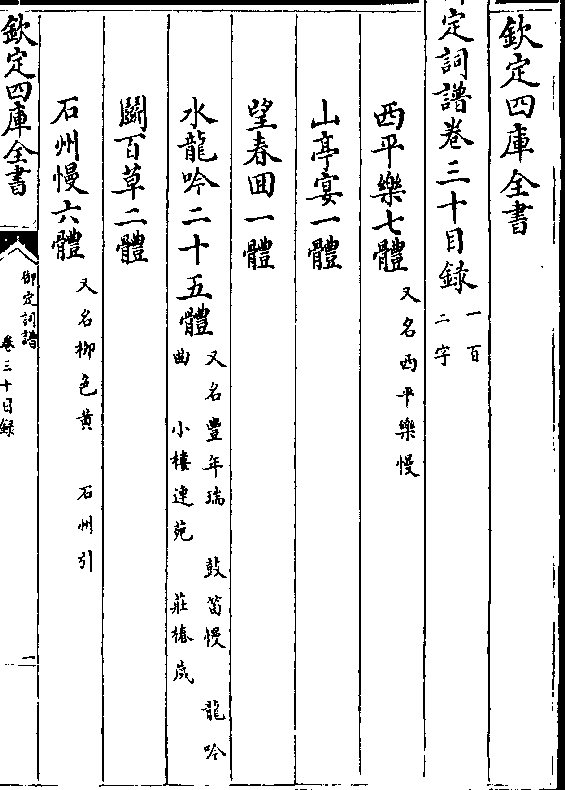 欽定四庫全書
定詞譜卷三十目録 一百二字
西平樂七體 又名西平樂慢
山亭宴一體
望春回一體
水龍吟二十五體 又名豐年瑞 鼓笛慢 龍吟曲 小樓連苑 莊椿歲
鬭百草二體
石州慢六體 又名柳色黄 石州引
欽定四庫全書
御定詞譜
卷三十目録
一